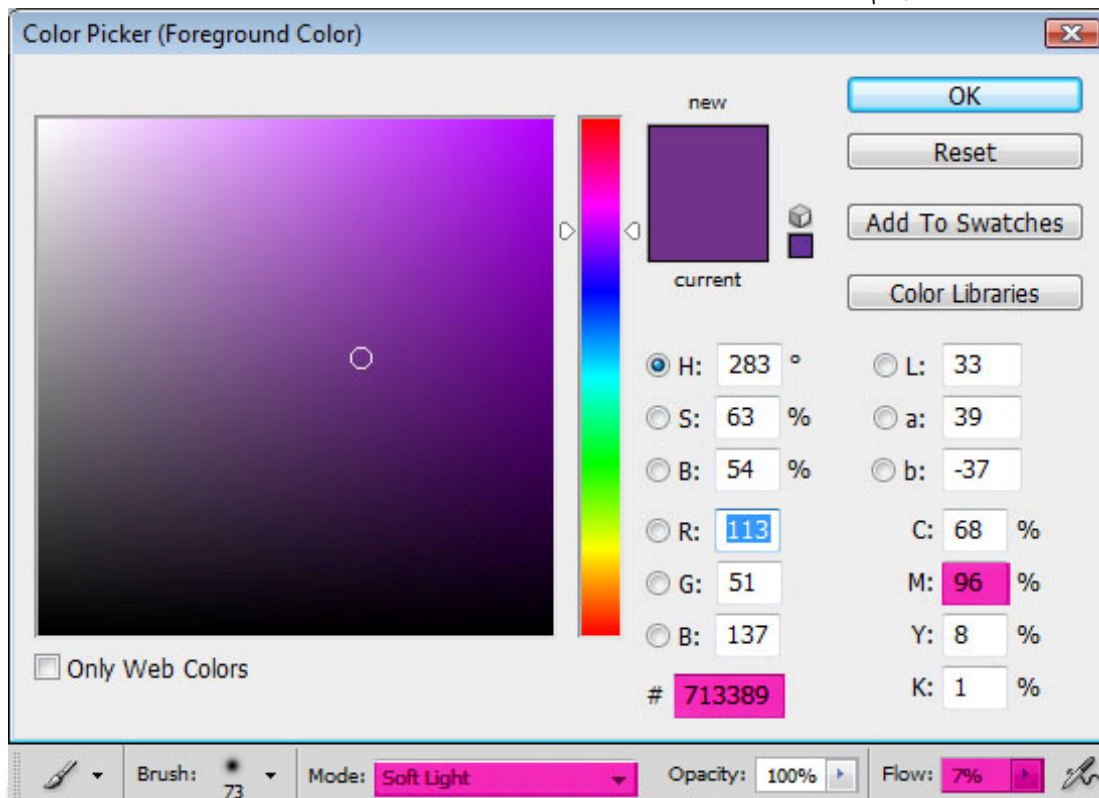 Color Picker (Foreground Color)
new
current
OK
Reset
Add To Swatches
Color Libraries
H: 283 ° L: 33
S: 63 % a: 39
B: 54 % b: -37
R: 113 C: 68 %
G: 51 M: 96 %
B: 137 Y: 8 %
# 713389 K: 1 %
Only Web Colors
Brush: 73 Mode: Soft Light Opacity: 100% Flow: 7%